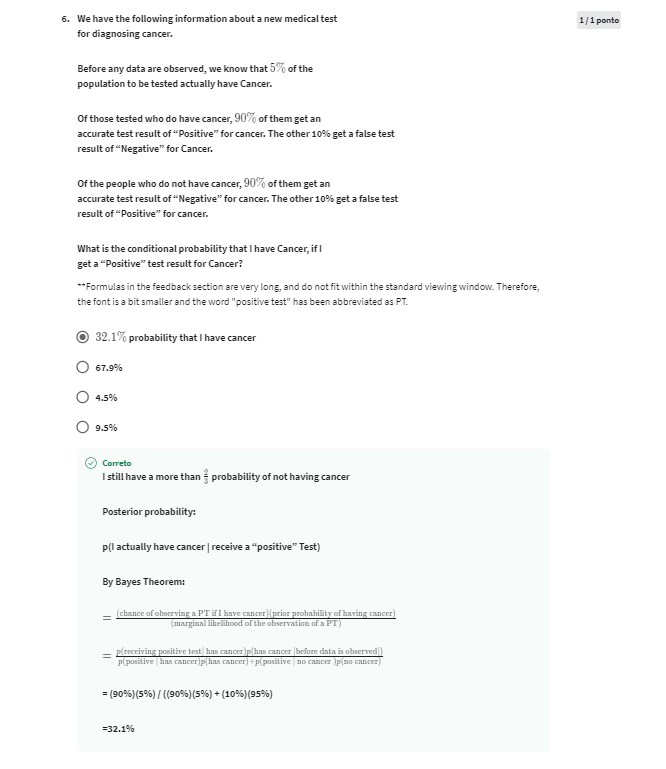 6. We have the following information about a new medical test
1 / 1 ponto
for diagnosing cancer.
Before any data are observed, we know that 5% of the
population to be tested actually have Cancer.
Of those tested who do have cancer, 90% of them get an
accurate test result of “Positive” for cancer. The other 10% get a false test
result of “Negative” for Cancer.
Of the people who do not have cancer, 90% of them get an
accurate test result of “Negative” for cancer. The other 10% get a false test
result of “Positive” for cancer.
What is the conditional probability that I have Cancer, if I
get a “Positive” test result for Cancer?
**Formulas in the feedback section are very long, and do not fit within the standard viewing window. Therefore,
the font is a bit smaller and the word "positive test" has been abbreviated as PT.
32.1% probability that I have cancer
67.9%
4.5%
9.5%
Correto
I still have a more than 2/3 probability of not having cancer
Posterior probability:
p(I actually have cancer | receive a “positive” Test)
By Bayes Theorem:
= (chance of observing a PT if I have cancer)(prior probability of having cancer)
(marginal likelihood of the observation of a PT)
= p(receiving positive test| has cancer)p(has cancer |before data is observed|)
p(positive | has cancer)p(has cancer)+p(positive | no cancer )p(no cancer)
= (90%)(5%) / ((90%)(5%) + (10%)(95%)
=32.1%